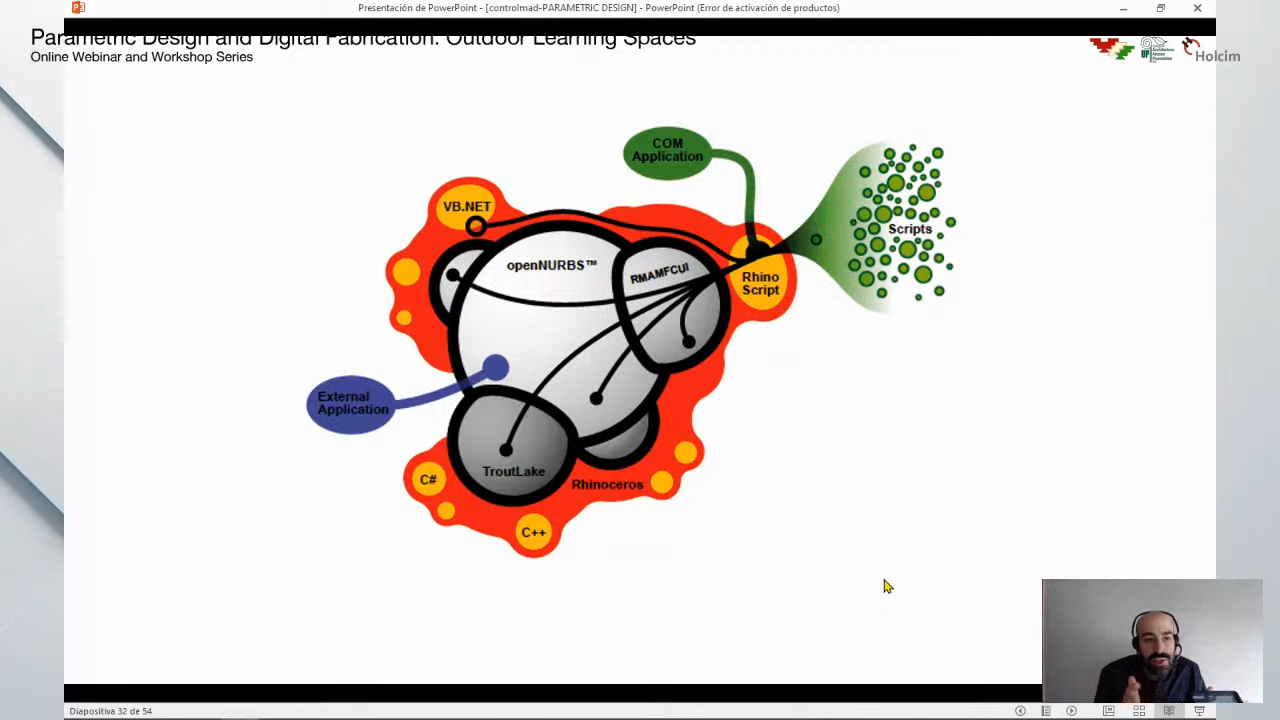 Presentación de PowerPoint - [controlmad-PARAMETRIC DESIGN] - PowerPoint (Error de activación de productos)
Parametric Design and Digital Fabrication: Outdoor Learning Spaces
Online Webinar and Workshop Series
UP
Holcim
COM
Application
VB.NET
Scripts
openNURBS™
RMAMFCUI
Rhino
Script
External
Application
TroutLake
C#
Rhinoceros
C++
Diapositiva 32 de 54